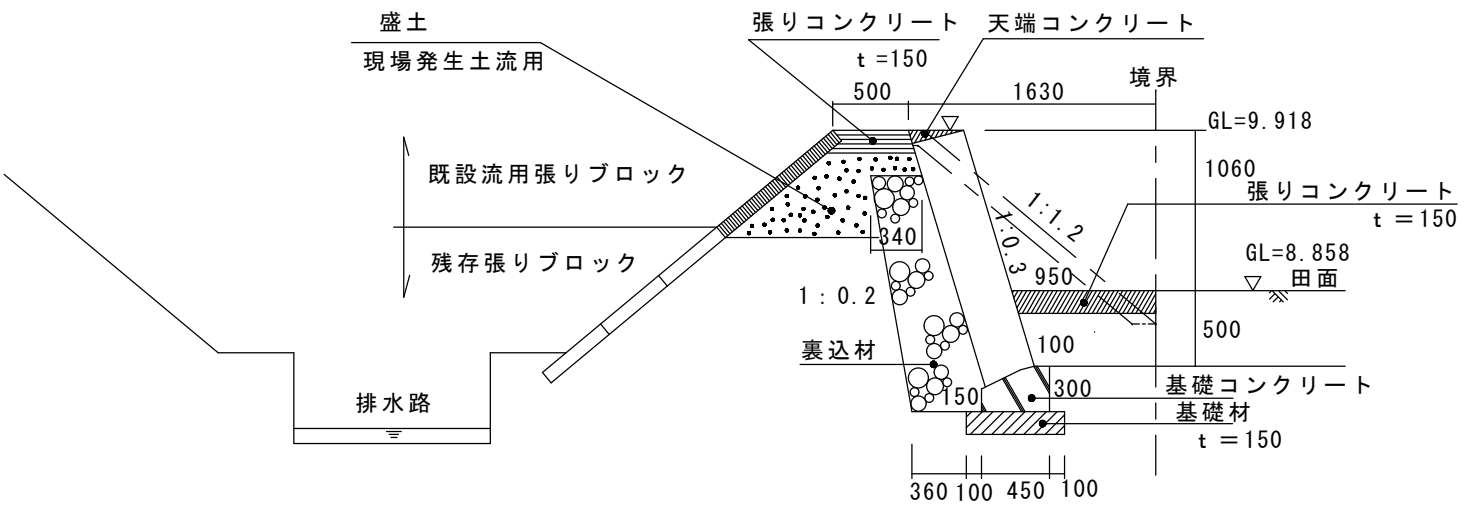 盛土
現場発生土流用
張りコンクリート
t=150
天端コンクリート
境界
500
1630
GL=9.918
1060
既設流用張りブロック
残存張りブロック
張りコンクリート
t=150
1:1.2
1:0.3
340
950
GL=8.858
田面
1:0.2
500
裏込材
100
150
300
基礎コンクリート
基礎材
t=150
排水路
360
100
450
100